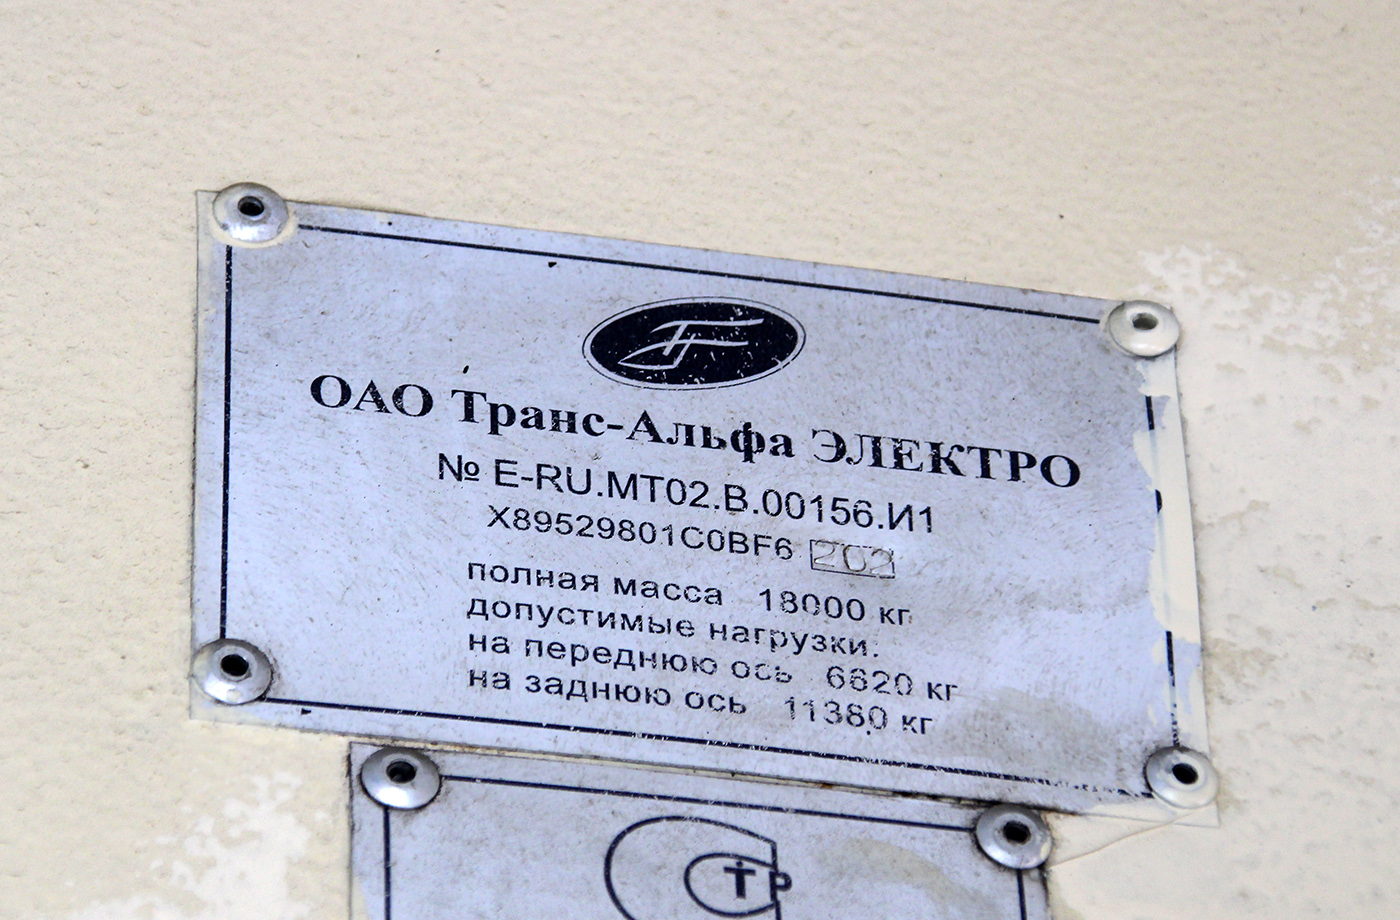 ОАО Транс-Альфа ЭЛЕКТРО
№ E-RU.MT02.B.00156.И1
X89529801C0BF6 202
полная масса 18000 кг
допустимые нагрузки:
на переднюю ось 6620 кг
на заднюю ось 11380 кг